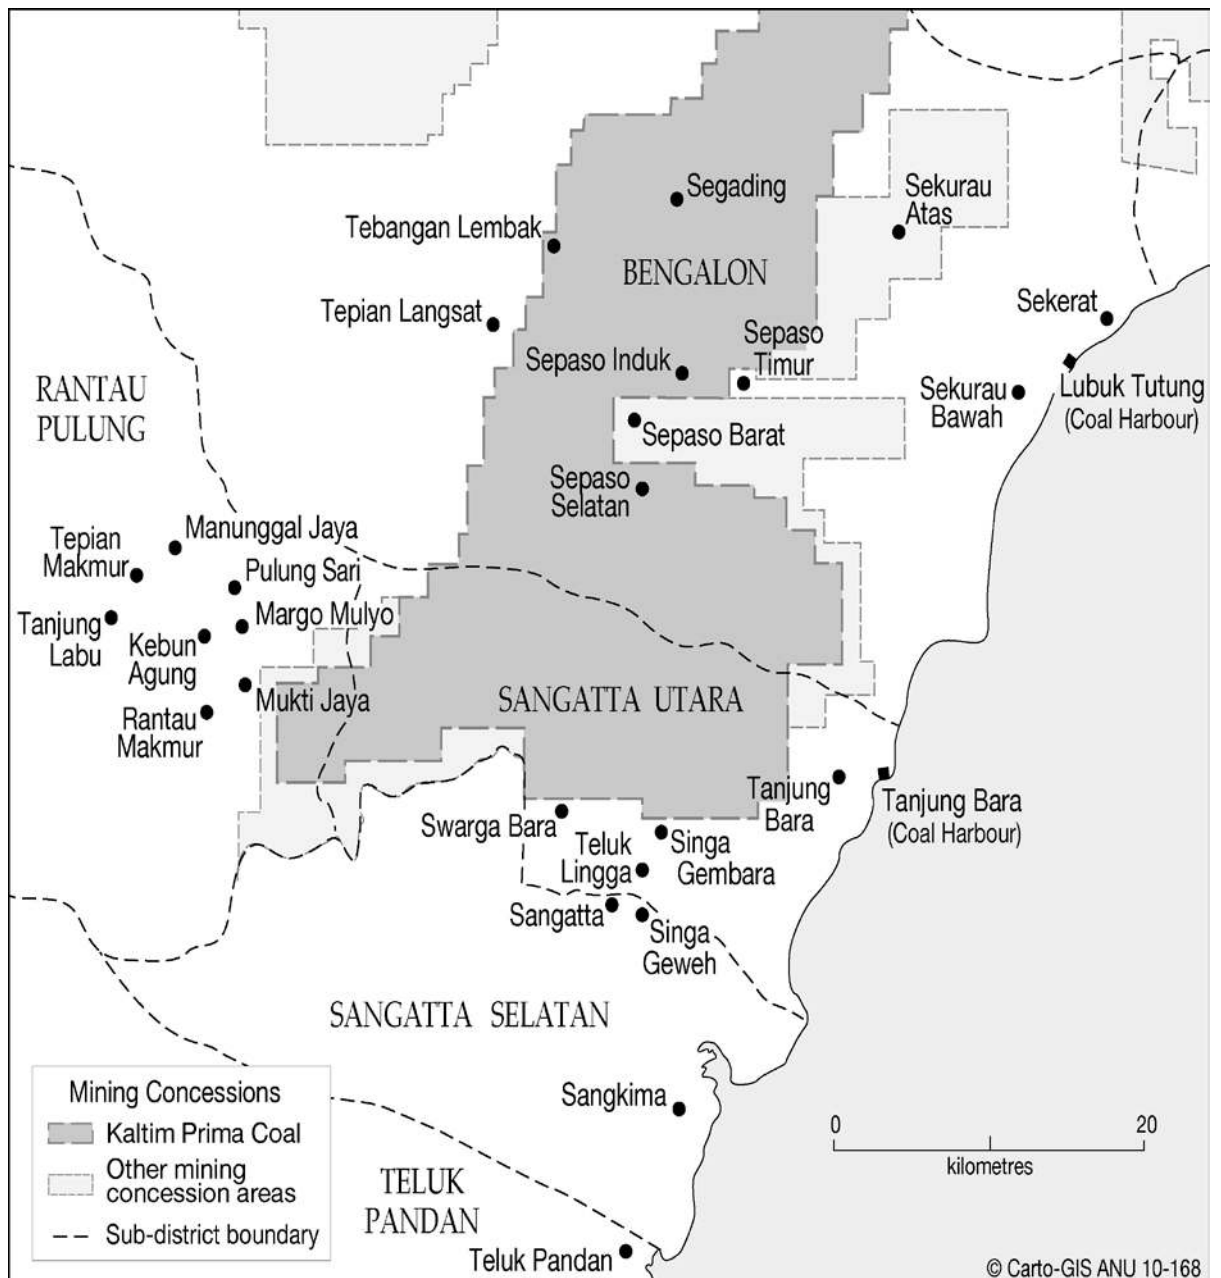 Segading
Sekurau
Atas
Tebangan Lembak
BENGALON
Tepian Langsat
Sekerat
Sepaso
Timur
Sepaso Induk
RANTAU
PULUNG
Sekurau
Bawah
Lubuk Tutung
(Coal Harbour)
Sepaso Barat
Sepaso
Selatan
Manunggal Jaya
Tepian
Makmur
Pulung Sari
Margo Mulyo
Tanjung
Labu
Kebun
Agung
Mukti Jaya
SANGATTA UTARA
Rantau
Makmur
Tanjung
Bara
Tanjung Bara
(Coal Harbour)
Swarga Bara
Teluk
Lingga
Singa
Gembara
Sangatta
Singa
Geweh
SANGATTA SELATAN
Sangkima
Mining Concessions
Kaltim Prima Coal
Other mining
concession areas
Sub-district boundary
TELUK
PANDAN
Teluk Pandan
0 20
kilometres
© Carto-GIS ANU 10-168